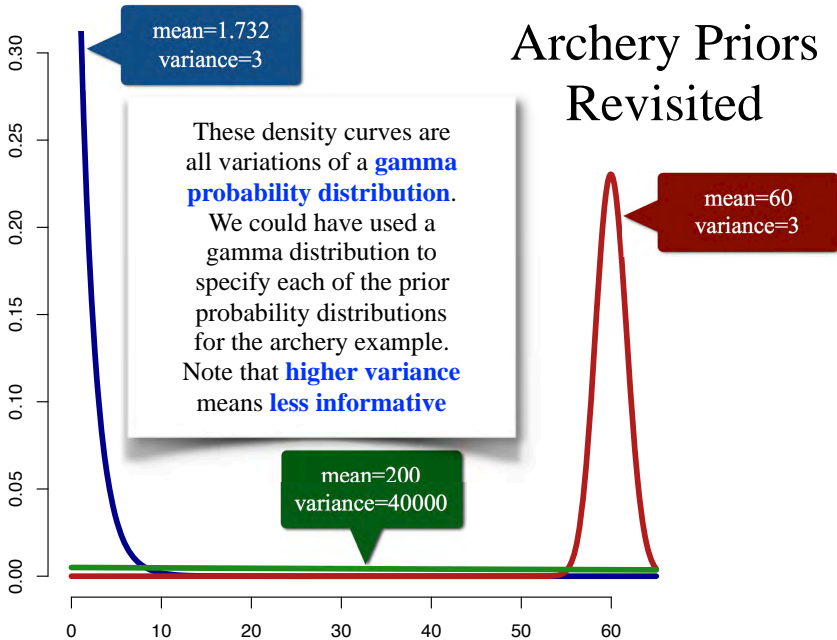 Archery Priors
Revisited
mean=1.732
variance=3
These density curves are
all variations of a gamma
probability distribution.
We could have used a
gamma distribution to
specify each of the prior
probability distributions
for the archery example.
Note that higher variance
means less informative
mean=60
variance=3
mean=200
variance=40000
0.30
0.25
0.20
0.15
0.10
0.05
0.00
0 10 20 30 40 50 60